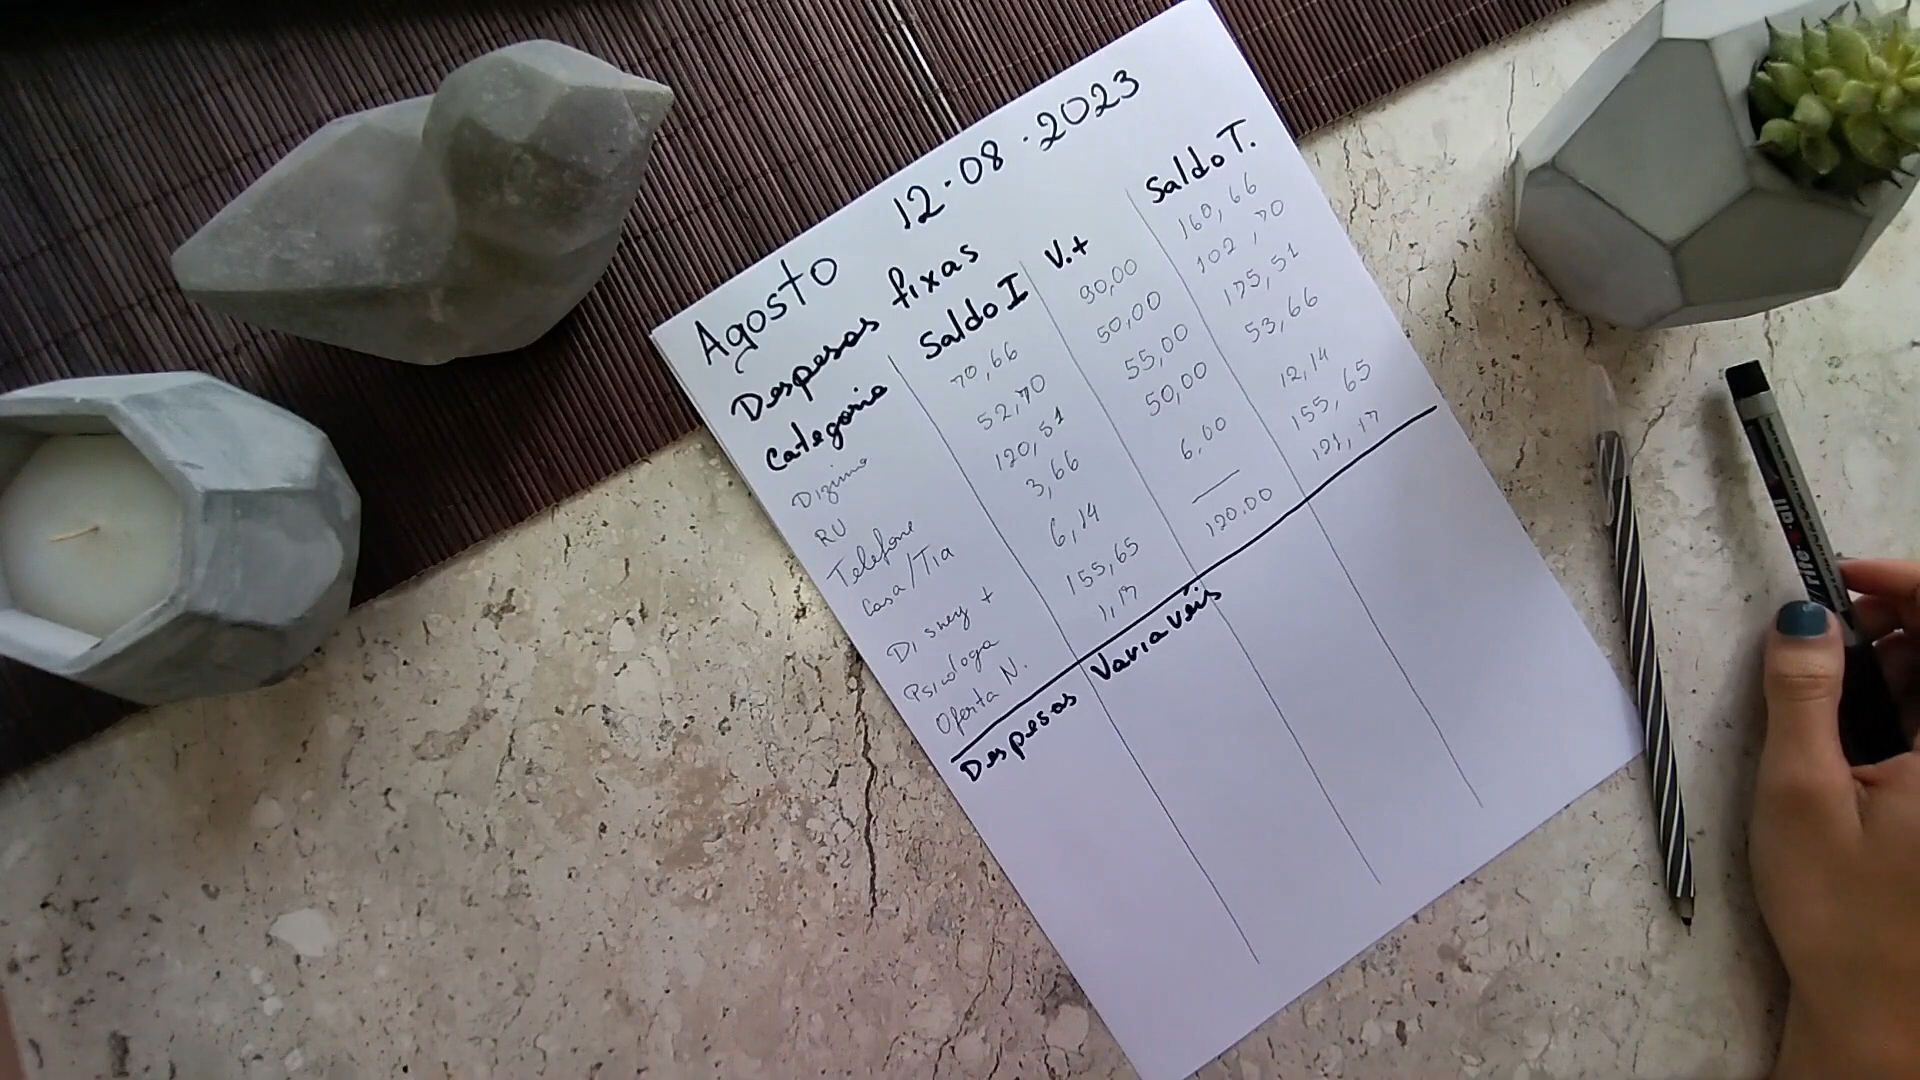 Agosto 12.08.2023
Despesas fixas
Categoria Saldo I V.+ Saldo T.
Dizimo 70,66 90,00 160,66
RU 52,70 50,00 102,70
Telefone 120,51 55,00 175,51
Casa/Tia 3,66 50,00 53,66
Disney + 6,14 6,00 12,14
Psicologa 155,65 — 155,65
Oferta N. 1,17 120.00 121,17
Despesas Variavéis